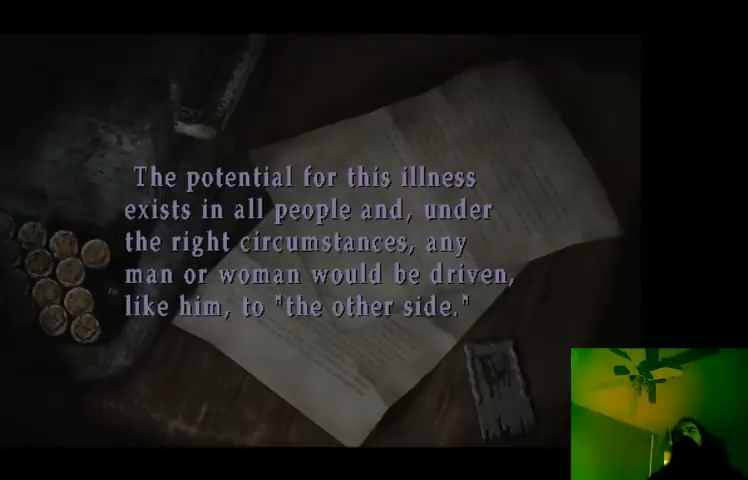 The potential for this illness
exists in all people and, under
the right circumstances, any
man or woman would be driven,
like him, to "the other side."